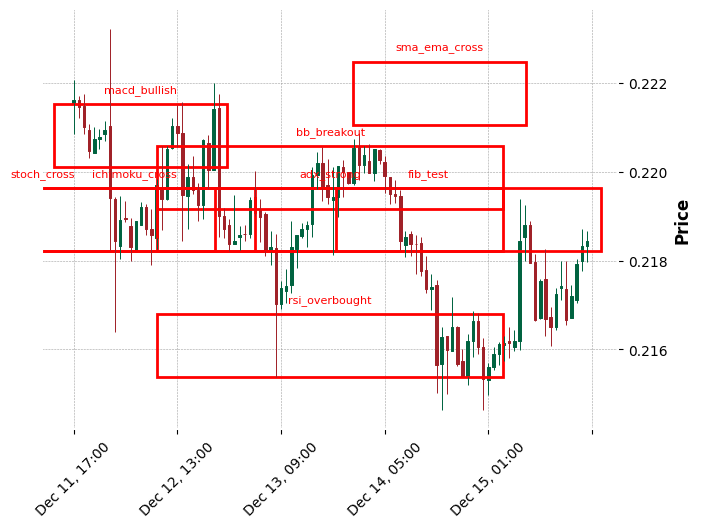 sma_ema_cross
macd_bullish
0.222
bb_breakout
stoch_cross
ichimoku_cross
adx_strong
fib_test
0.220
Price
0.218
rsi_overbought
0.216
Dec 11, 17:00
Dec 12, 13:00
Dec 13, 09:00
Dec 14, 05:00
Dec 15, 01:00